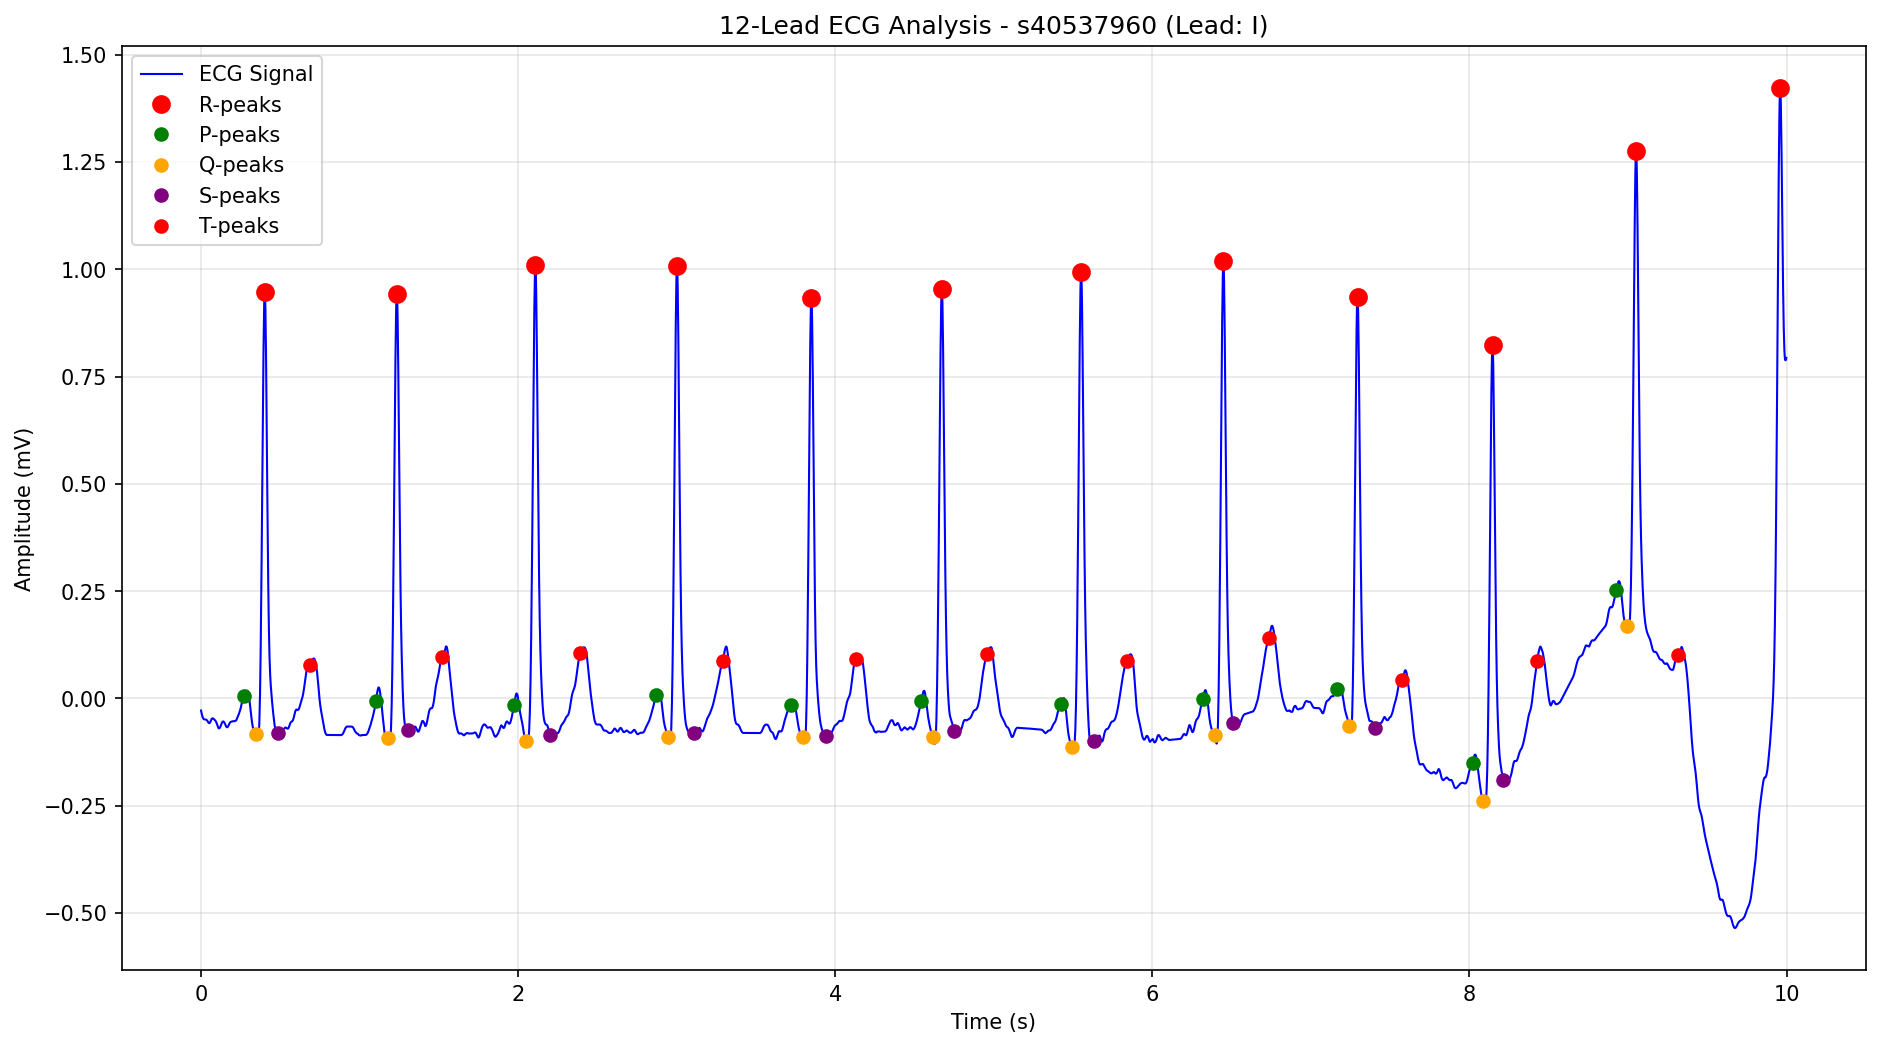 12-Lead ECG Analysis - s40537960 (Lead: I)
ECG Signal
R-peaks
P-peaks
Q-peaks
S-peaks
T-peaks
Amplitude (mV)
1.50
1.25
1.00
0.75
0.50
0.25
0.00
−0.25
−0.50
0 2 4 6 8 10
Time (s)